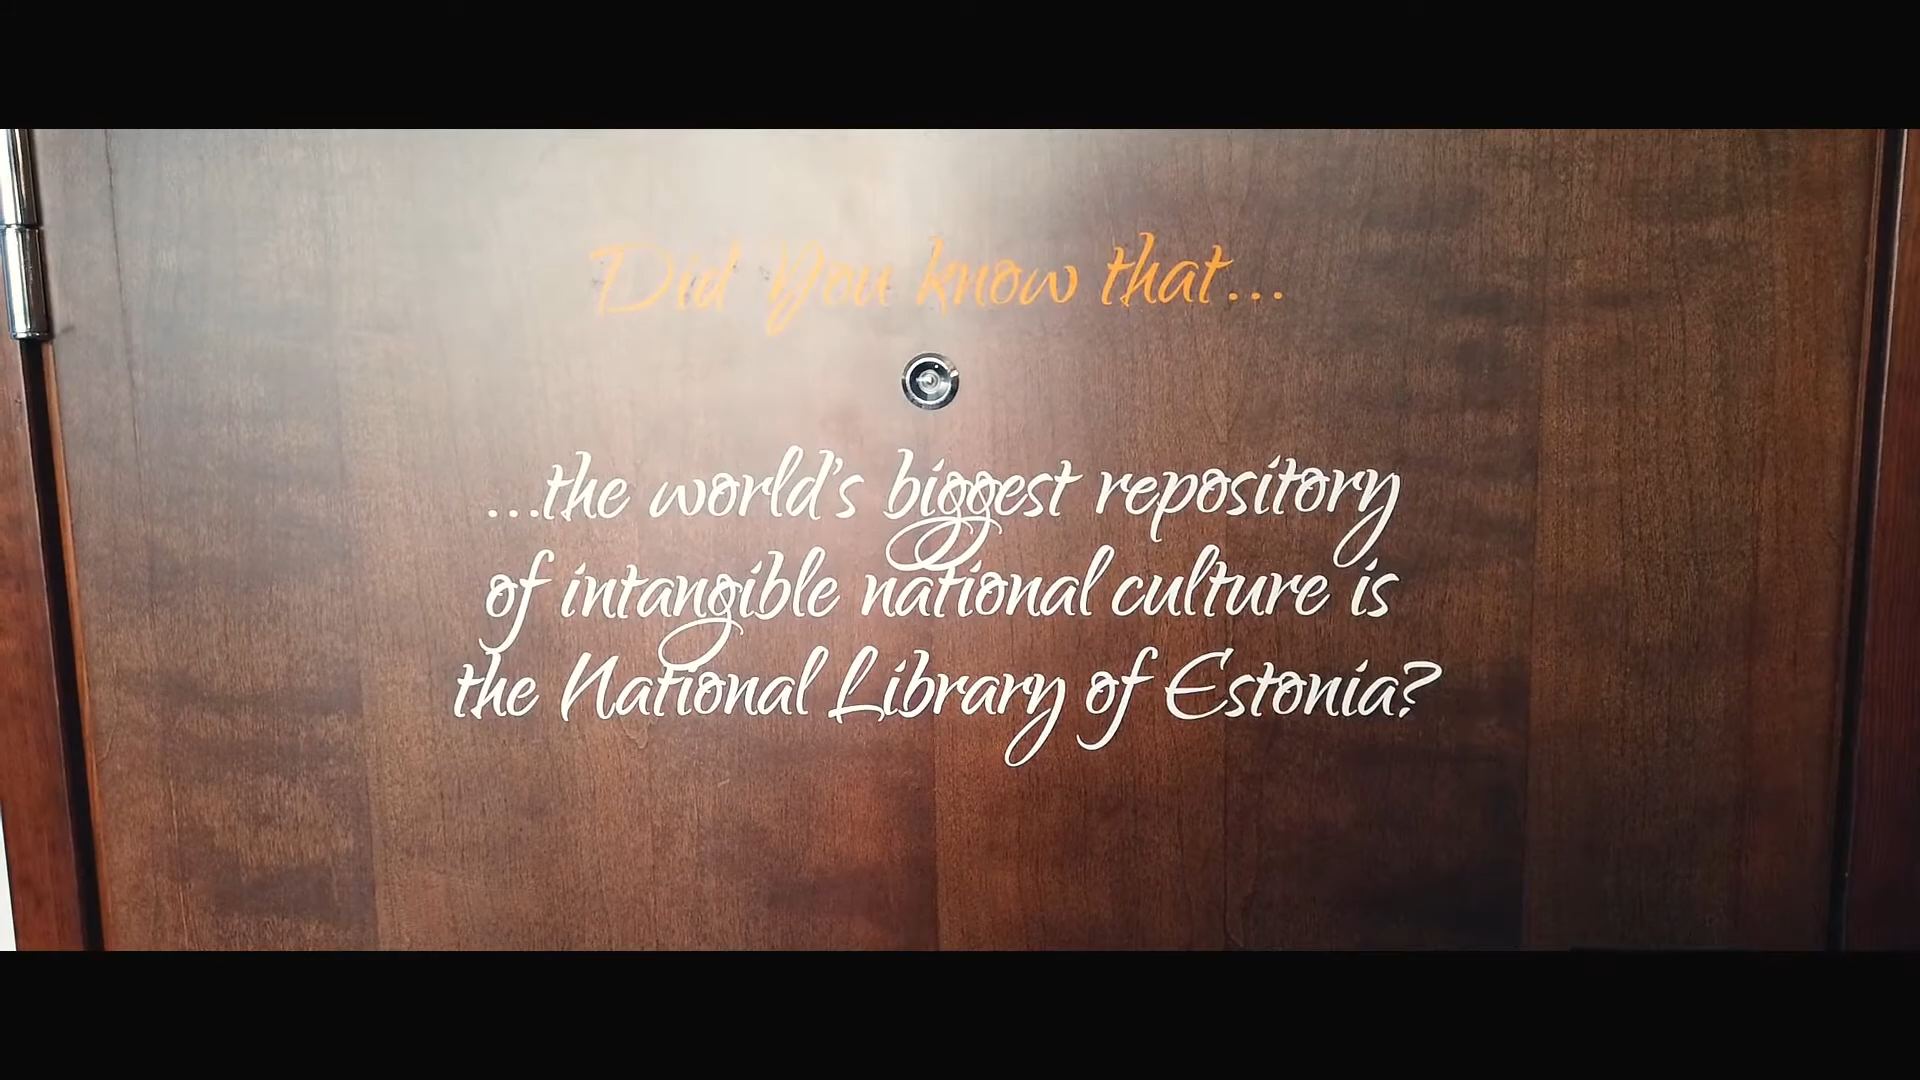 Did You know that...
...the world's biggest repository
of intangible national culture is
the National Library of Estonia?